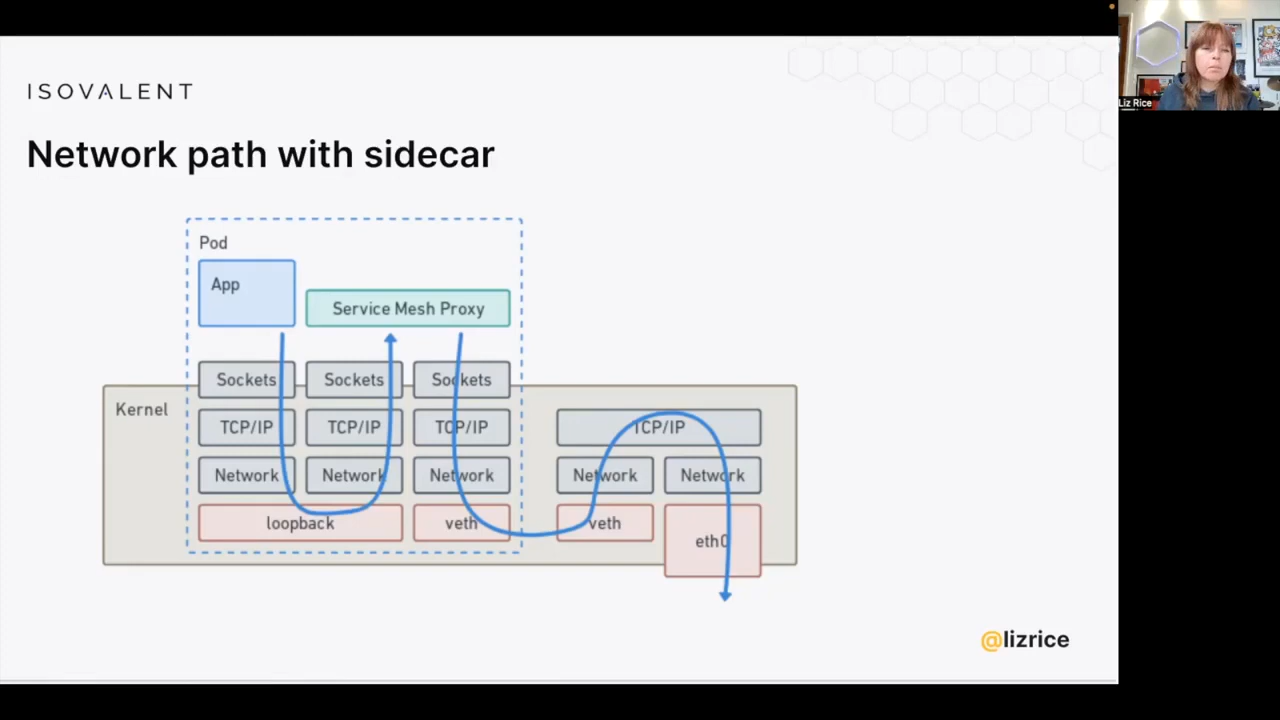 Liz Rice
ISOVALENT
Network path with sidecar
Pod
App
Service Mesh Proxy
Sockets Sockets Sockets
Kernel
TCP/IP TCP/IP TCP/IP TCP/IP
Network Network Network Network Network
loopback veth veth
eth0
@lizrice